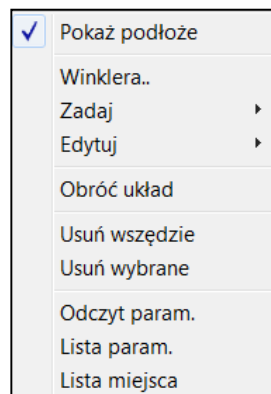 Pokaż podłoże
Winklera..
Zadaj
Edytuj
Obróć układ
Usuń wszędzie
Usuń wybrane
Odczyt param.
Lista param.
Lista miejsca